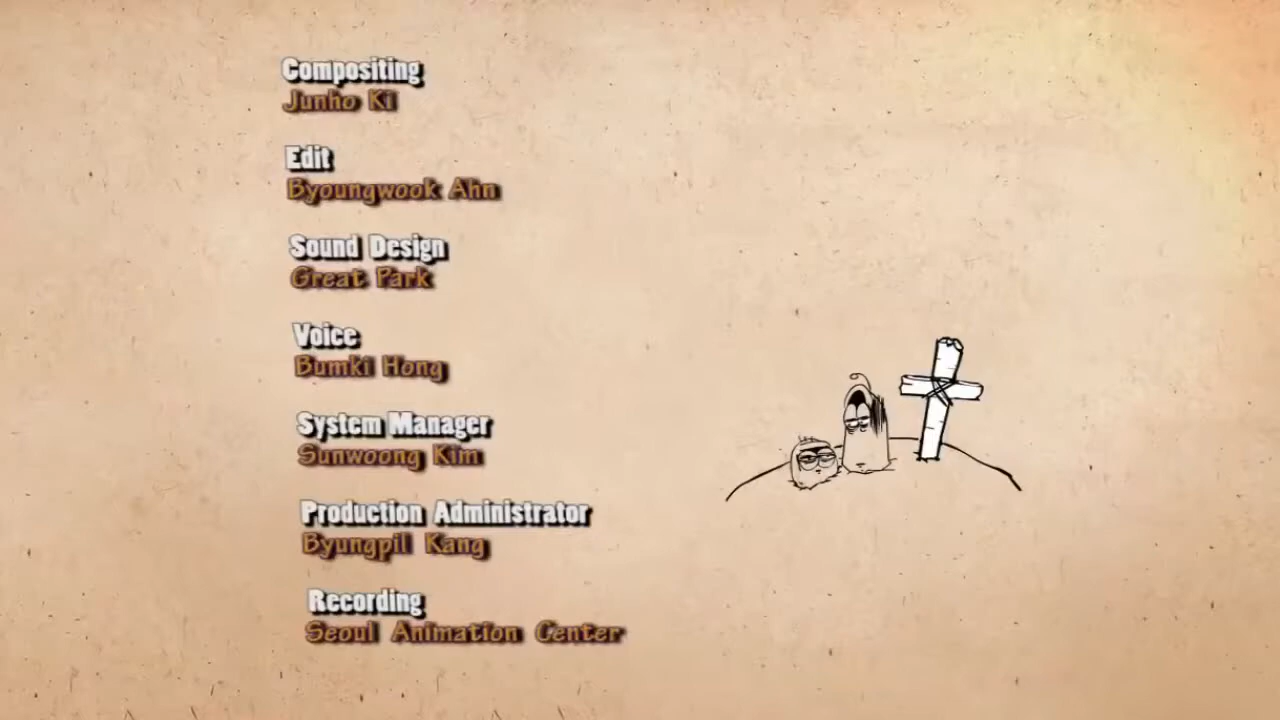 Compositing
Junho Ki
Edit
Byoungwook Ahn
Sound Design
Great Park
Voice
Bumki Hong
System Manager
Sunwoong Kim
Production Administrator
Byungpil Kang
Recording
Seoul Animation Center